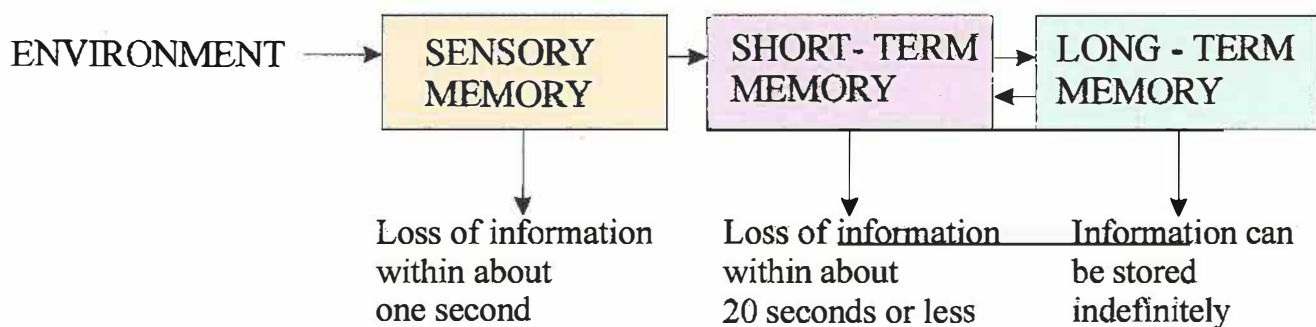 ENVIRONMENT
SENSORY
MEMORY
SHORT- TERM
MEMORY
LONG - TERM
MEMORY
Loss of information
within about
one second
Loss of information
within about
20 seconds or less
Information can
be stored
indefinitely